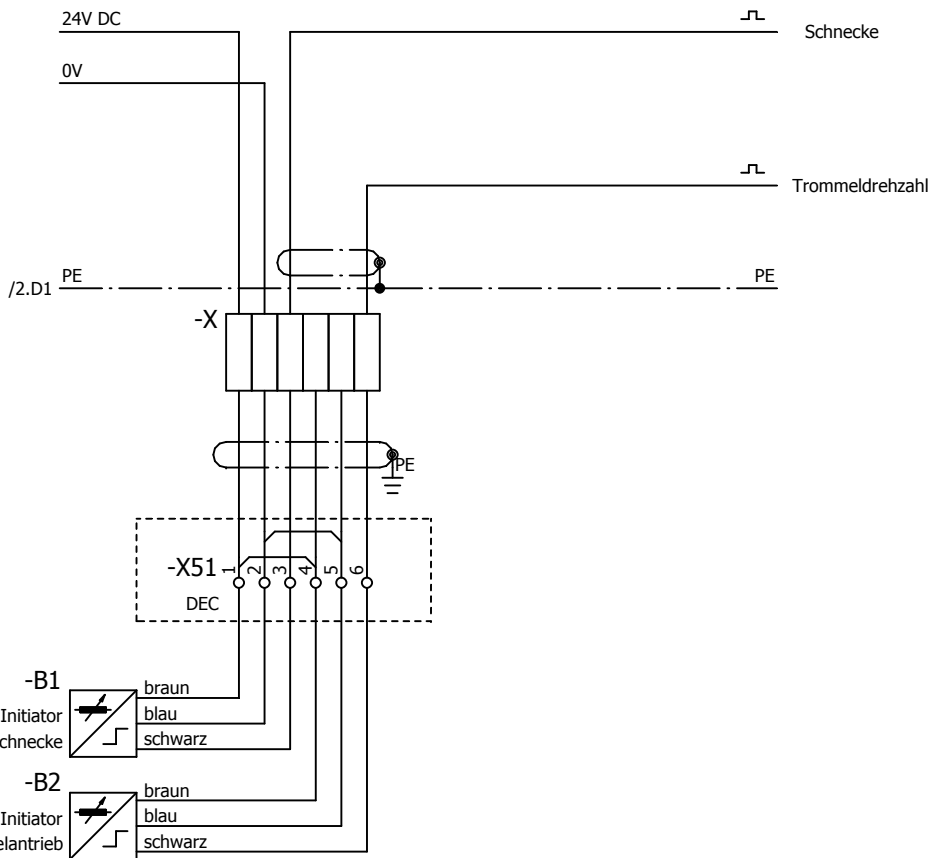 24V DC
Schnecke
0V
Trommeldrehzahl
/2.D1 PE PE
-X
PE
-X51 1 2 3 4 5 6
DEC
-B1
braun
Initiator blau
schwarz
-B2
braun
Initiator blau
schwarz